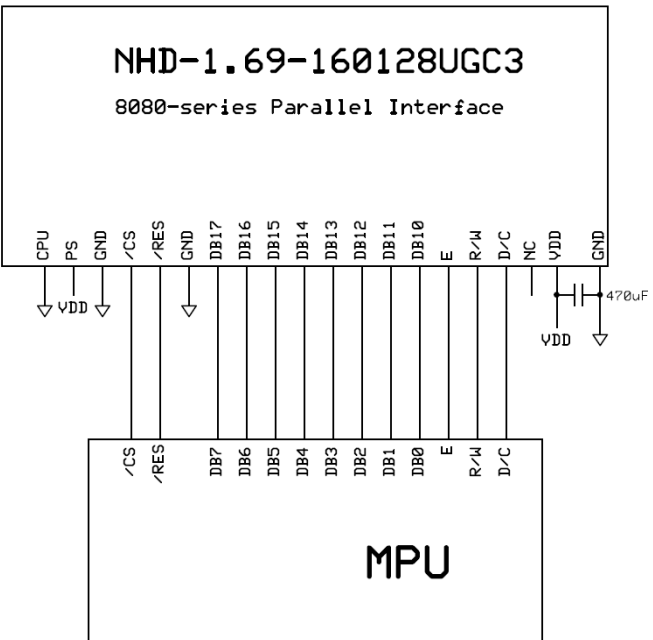 NHD-1.69-160128UGC3
8080-series Parallel Interface
CPU PS GND /CS /RES GND DB17 DB16 DB15 DB14 DB13 DB12 DB11 DB10 E R/W D/C NC VDD GND
VDD
470uF
VDD
/CS /RES DB7 DB6 DB5 DB4 DB3 DB2 DB1 DB0 E R/W D/C
MPU